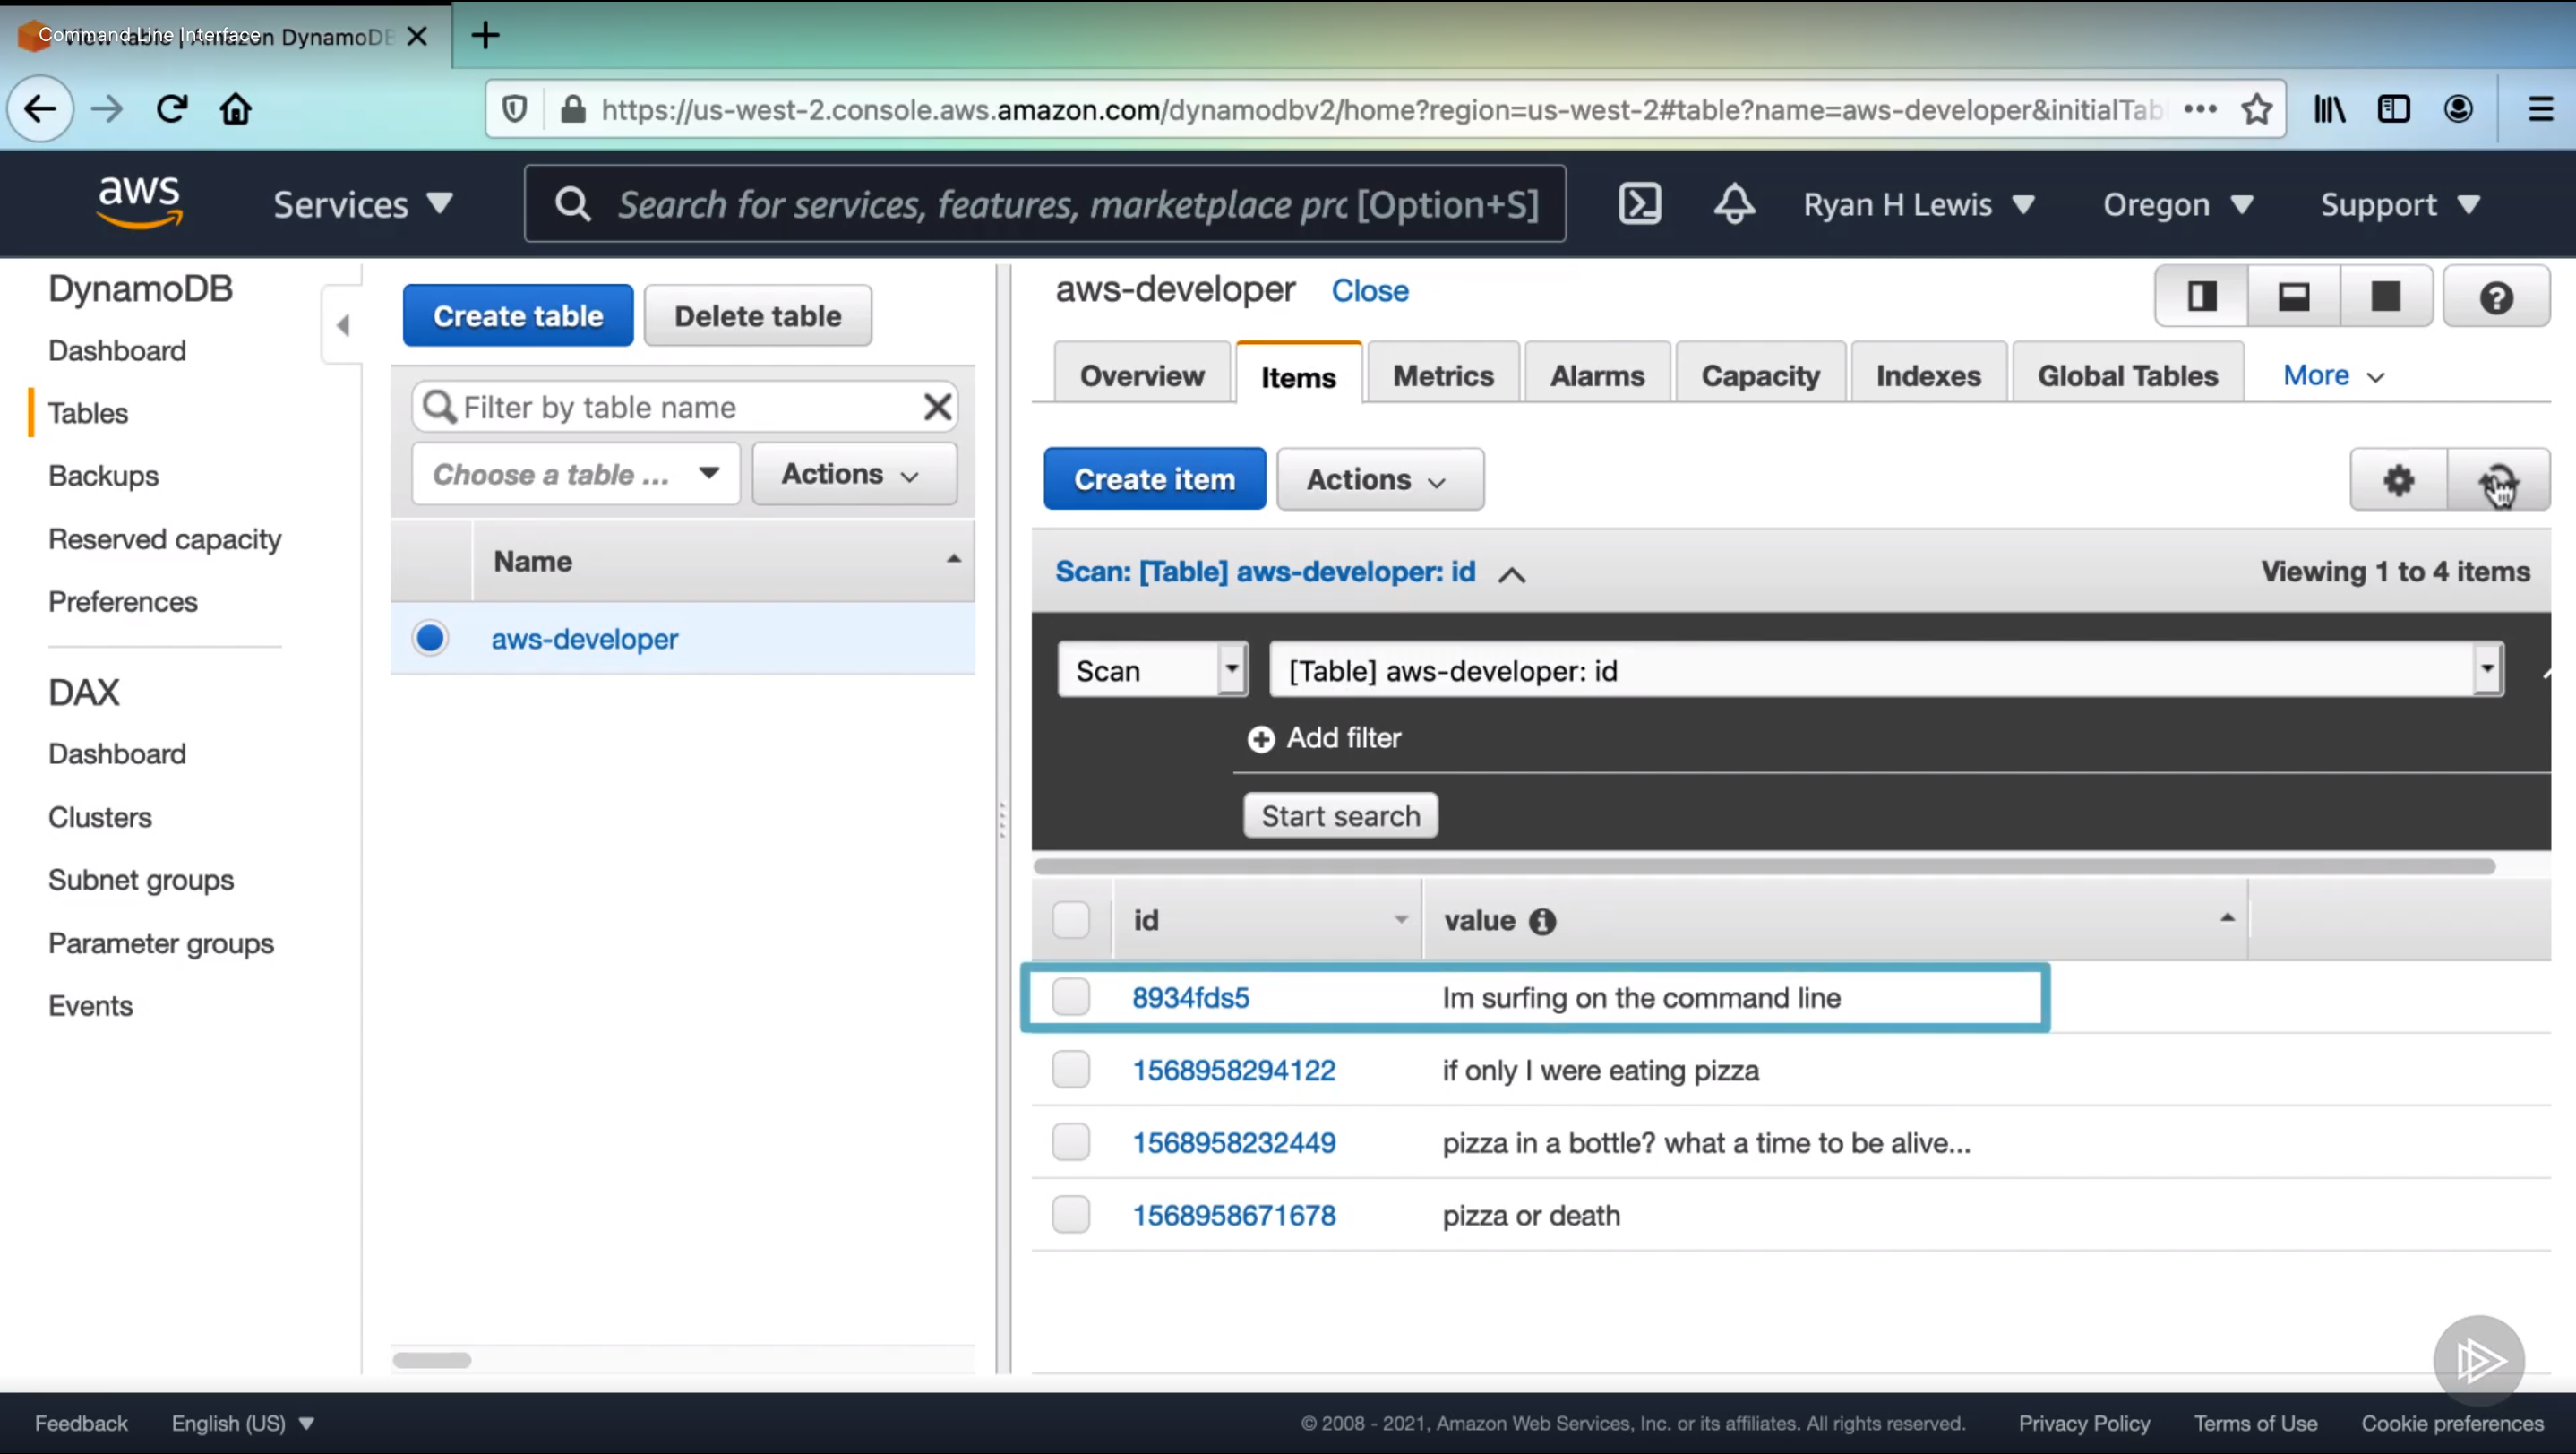 Command Line Interface
View table | Amazon DynamoDB
https://us-west-2.console.aws.amazon.com/dynamodbv2/home?region=us-west-2#table?name=aws-developer&initialTab
aws
Services
Search for services, features, marketplace prc [Option+S]
Ryan H Lewis
Oregon
Support
DynamoDB
Dashboard
Tables
Backups
Reserved capacity
Preferences
DAX
Dashboard
Clusters
Subnet groups
Parameter groups
Events
Create table
Delete table
Filter by table name
Choose a table ...
Actions
Name
aws-developer
aws-developer
Close
Overview
Items
Metrics
Alarms
Capacity
Indexes
Global Tables
More
Create item
Actions
Scan: [Table] aws-developer: id
Viewing 1 to 4 items
Scan
[Table] aws-developer: id
Add filter
Start search
id
value
8934fds5 Im surfing on the command line
1568958294122 if only I were eating pizza
1568958232449 pizza in a bottle? what a time to be alive...
1568958671678 pizza or death
Feedback
English (US)
© 2008 - 2021, Amazon Web Services, Inc. or its affiliates. All rights reserved.
Privacy Policy
Terms of Use
Cookie preferences